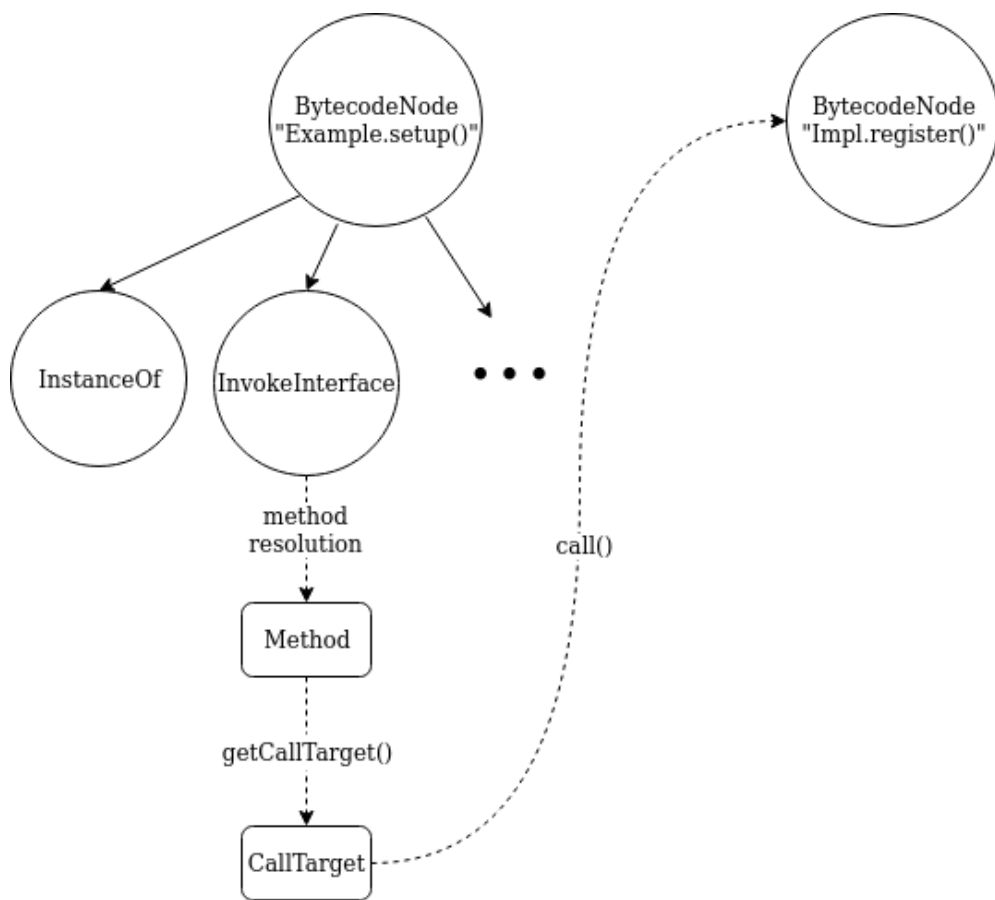 BytecodeNode
"Example.setup()"
BytecodeNode
"Impl.register()"
InstanceOf
InvokeInterface
method
resolution
call()
Method
getCallTarget()
CallTarget